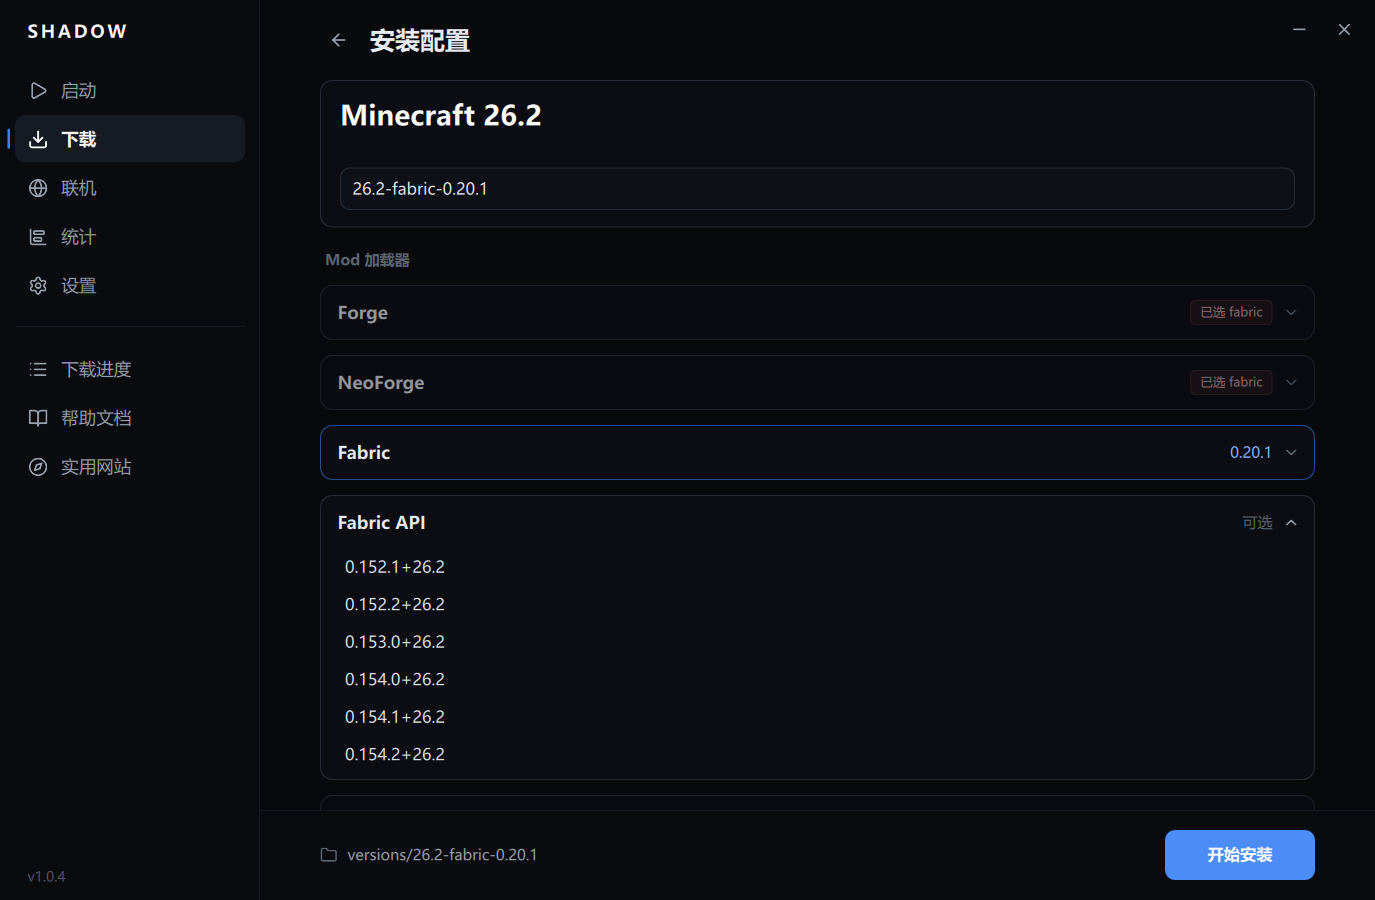 SHADOW
启动
下载
联机
统计
设置
下载进度
帮助文档
实用网站
v1.0.4
安装配置
Minecraft 26.2
26.2-fabric-0.20.1
Mod 加载器
Forge
已选 fabric
NeoForge
已选 fabric
Fabric
0.20.1
Fabric API
可选
0.152.1+26.2
0.152.2+26.2
0.153.0+26.2
0.154.0+26.2
0.154.1+26.2
0.154.2+26.2
versions/26.2-fabric-0.20.1
开始安装